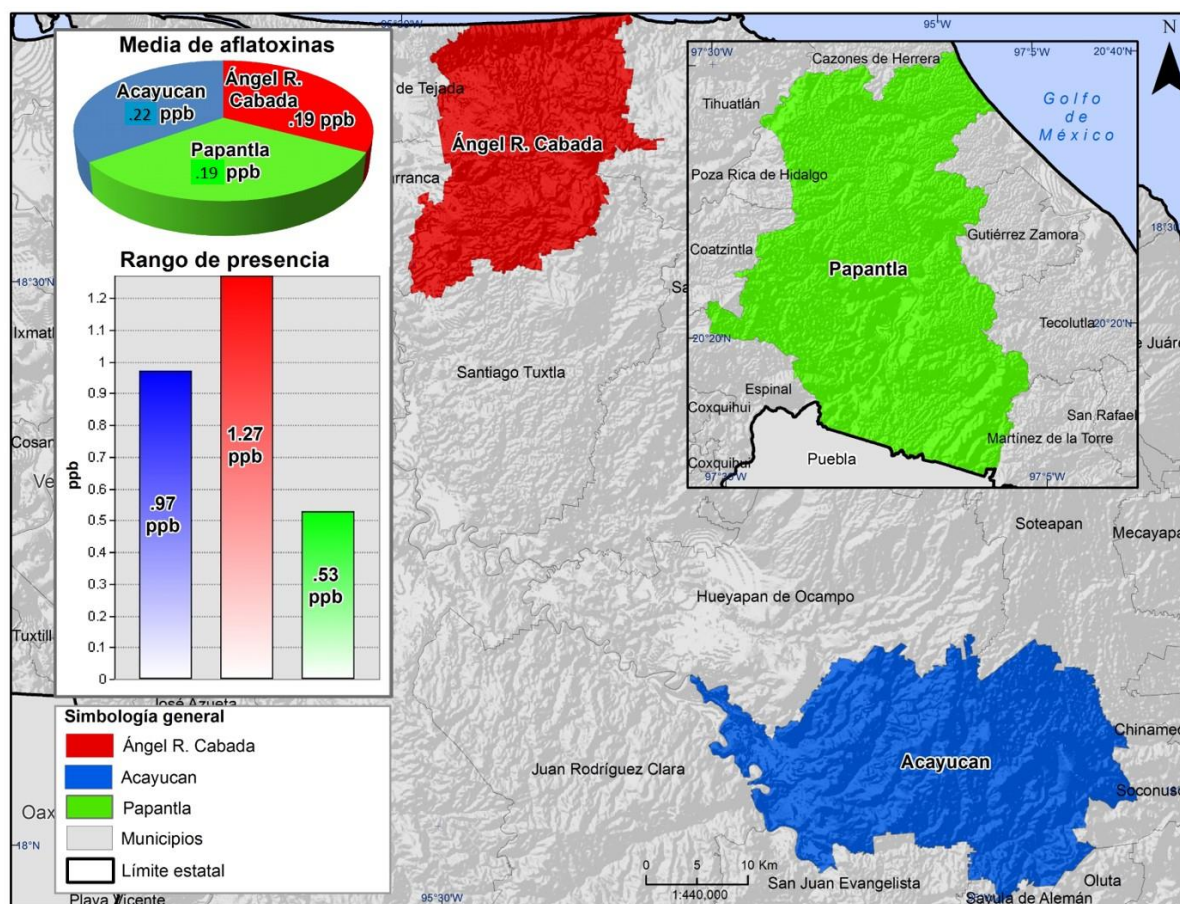 Media de aflatoxinas
Acayucan
.22 ppb
Ángel R.
Cabada
.19 ppb
Papantla
.19 ppb
Rango de presencia
ppb
1.2
1.1
1
0.9
0.8
0.7
0.6
0.5
0.4
0.3
0.2
0.1
0
.97
ppb
1.27
ppb
.53
ppb
Simbología general
Ángel R. Cabada
Acayucan
Papantla
Municipios
Límite estatal
95°W
N
de Tejada
Ángel R. Cabada
arranca
18°30'N
18°30'
Ixmatl
Santiago Tuxtla
Cosam
Ve
Tuxtill
José Azueta
Oax
18°N
Playa Vicente
95°30'W
Hueyapan de Ocampo
Soteapan
Mecayapa
Juan Rodríguez Clara
Acayucan
Chinamec
Soconus
Oluta
San Juan Evangelista
Sayula de Alemán
0 5 10 Km
1:440,000
e Juáre
97°30'W
97°5'W
20°40'N
Cazones de Herrera
Tihuatlán
Golfo
de
México
Poza Rica de Hidalgo
Coatzintla
Gutiérrez Zamora
Papantla
Tecolutla
20°20'N
20°20'
Espinal
Coxquihui
San Rafael
Martínez de la Torre
Coxquihui
Puebla
97°5'W